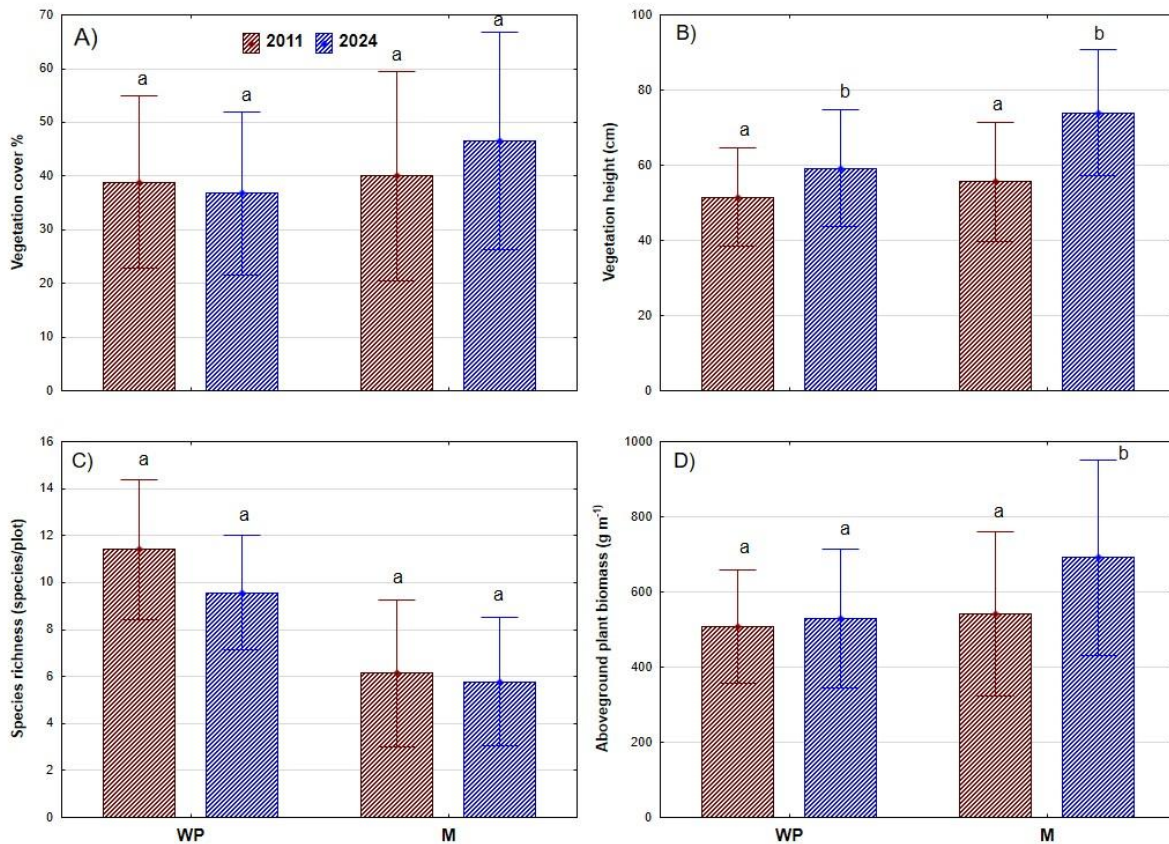 A)
2011 2024
Vegetation cover %
70
60
50
40
30
20
10
0
a a a a
B)
Vegetation height (cm)
100
80
60
40
20
0
a b a b
C)
Species richness (species/plot)
16
14
12
10
8
6
4
2
0
a a a a
WP M
D)
Aboveground plant biomass (g m⁻¹)
1000
800
600
400
200
0
a a a b
WP M